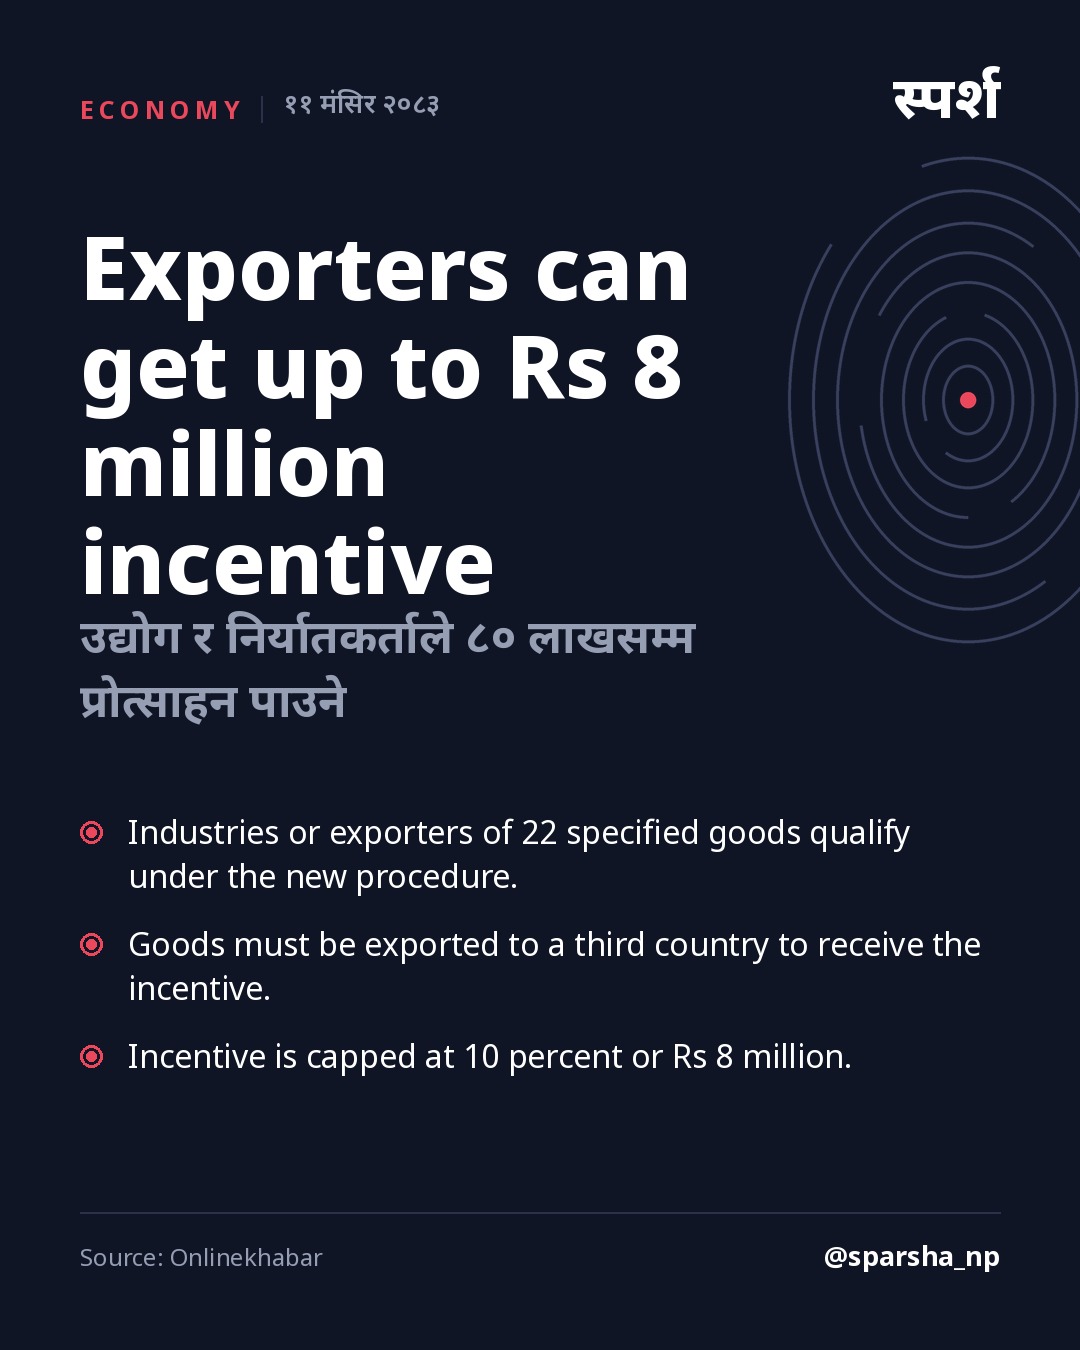 ECONOMY ११ मंसिर २०८३
स्पर्श
Exporters can
get up to Rs 8
million
incentive
उद्योग र निर्यातकर्ताले ८० लाखसम्म
प्रोत्साहन पाउने
Industries or exporters of 22 specified goods qualify
under the new procedure.
Goods must be exported to a third country to receive the
incentive.
Incentive is capped at 10 percent or Rs 8 million.
Source: Onlinekhabar
@sparsha_np